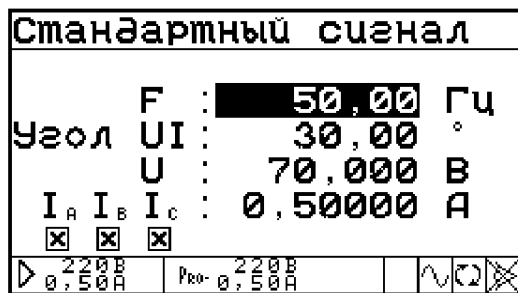 Стандартный сигнал
F : 50,00 Гц
Угол UI : 30,00 °
U : 70,000 В
IA IB IC : 0,50000 А
220В
0,50А
PRO- 220В
0,50А